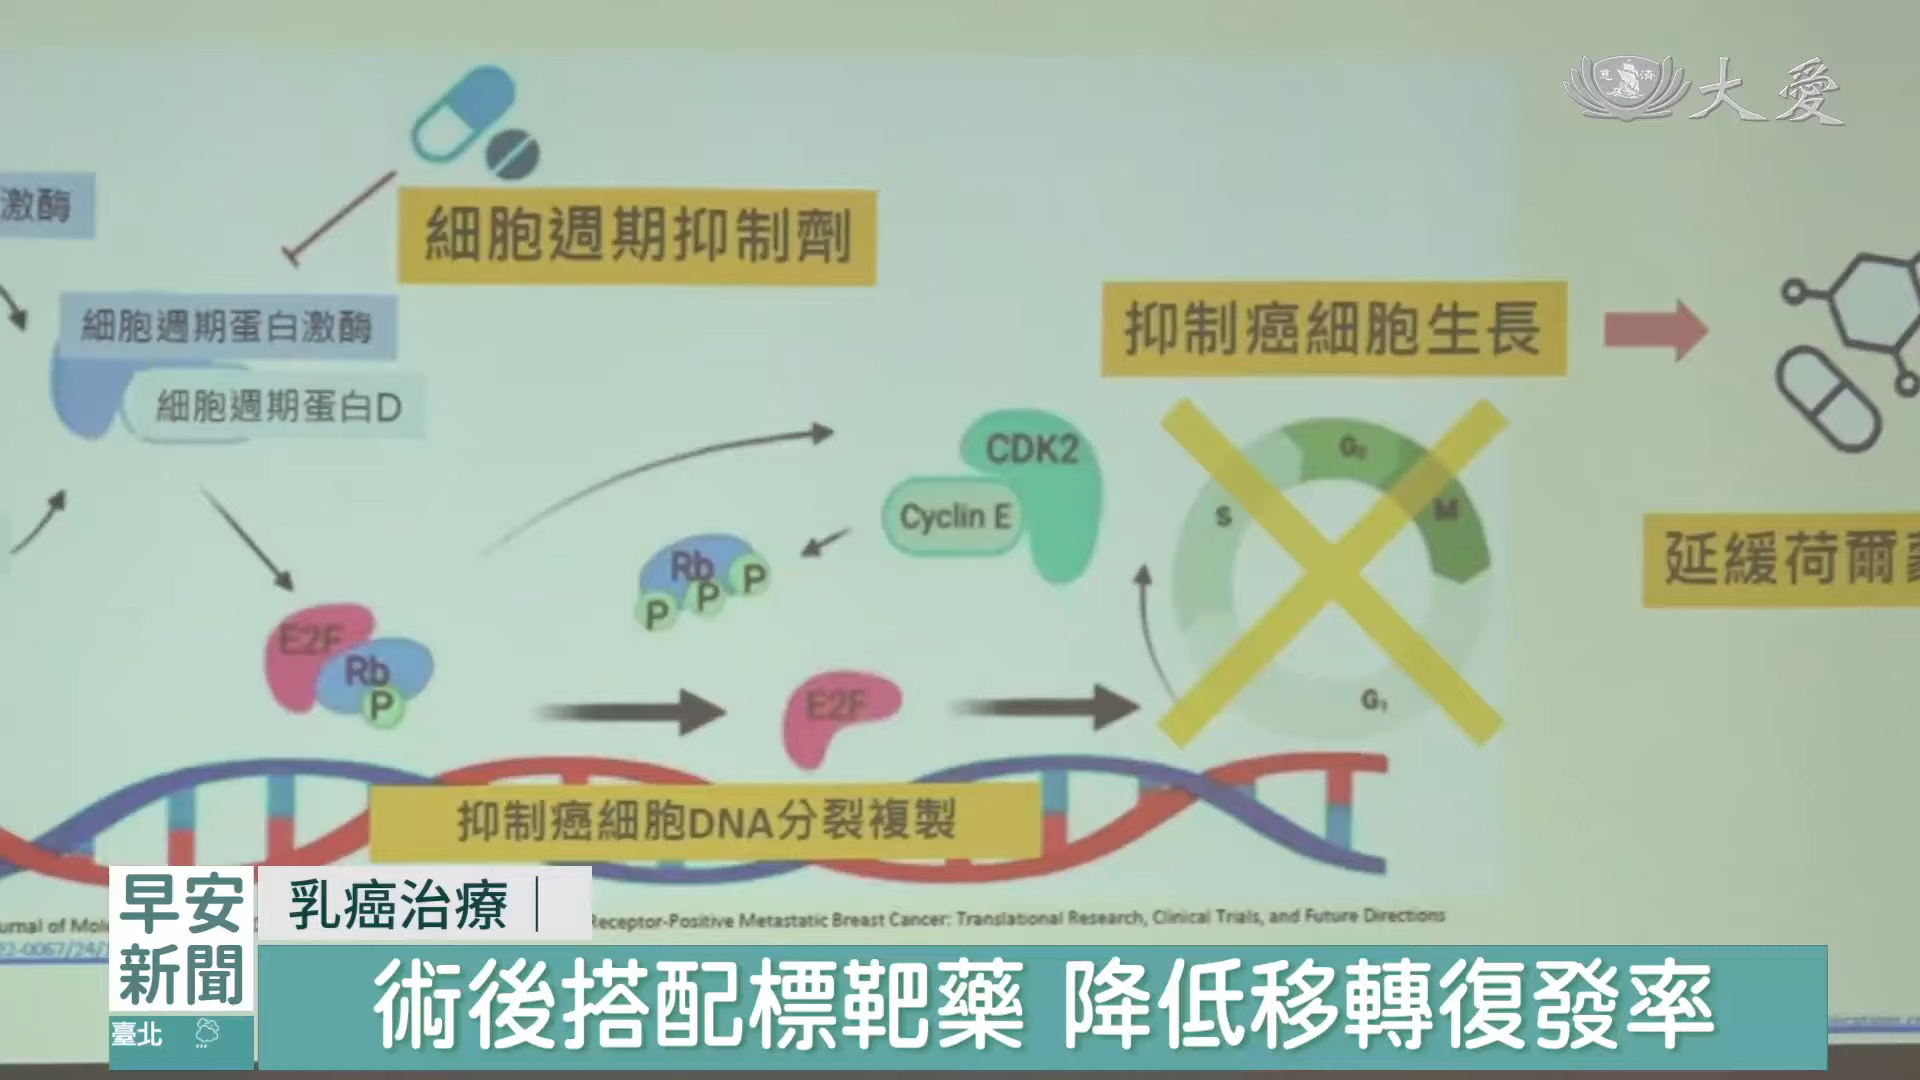 慈濟
大愛
激酶
細胞週期抑制劑
細胞週期蛋白激酶
細胞週期蛋白D
抑制癌細胞生長
CDK2
Cyclin E
Rb
P
P
P
G₀
M
S
G₁
延緩荷爾
E2F
Rb
P
E2F
抑制癌細胞DNA分裂複製
Receptor-Positive Metastatic Breast Cancer: Translational Research, Clinical Trials, and Future Directions
早安
新聞
臺北
乳癌治療
術後搭配標靶藥 降低移轉復發率